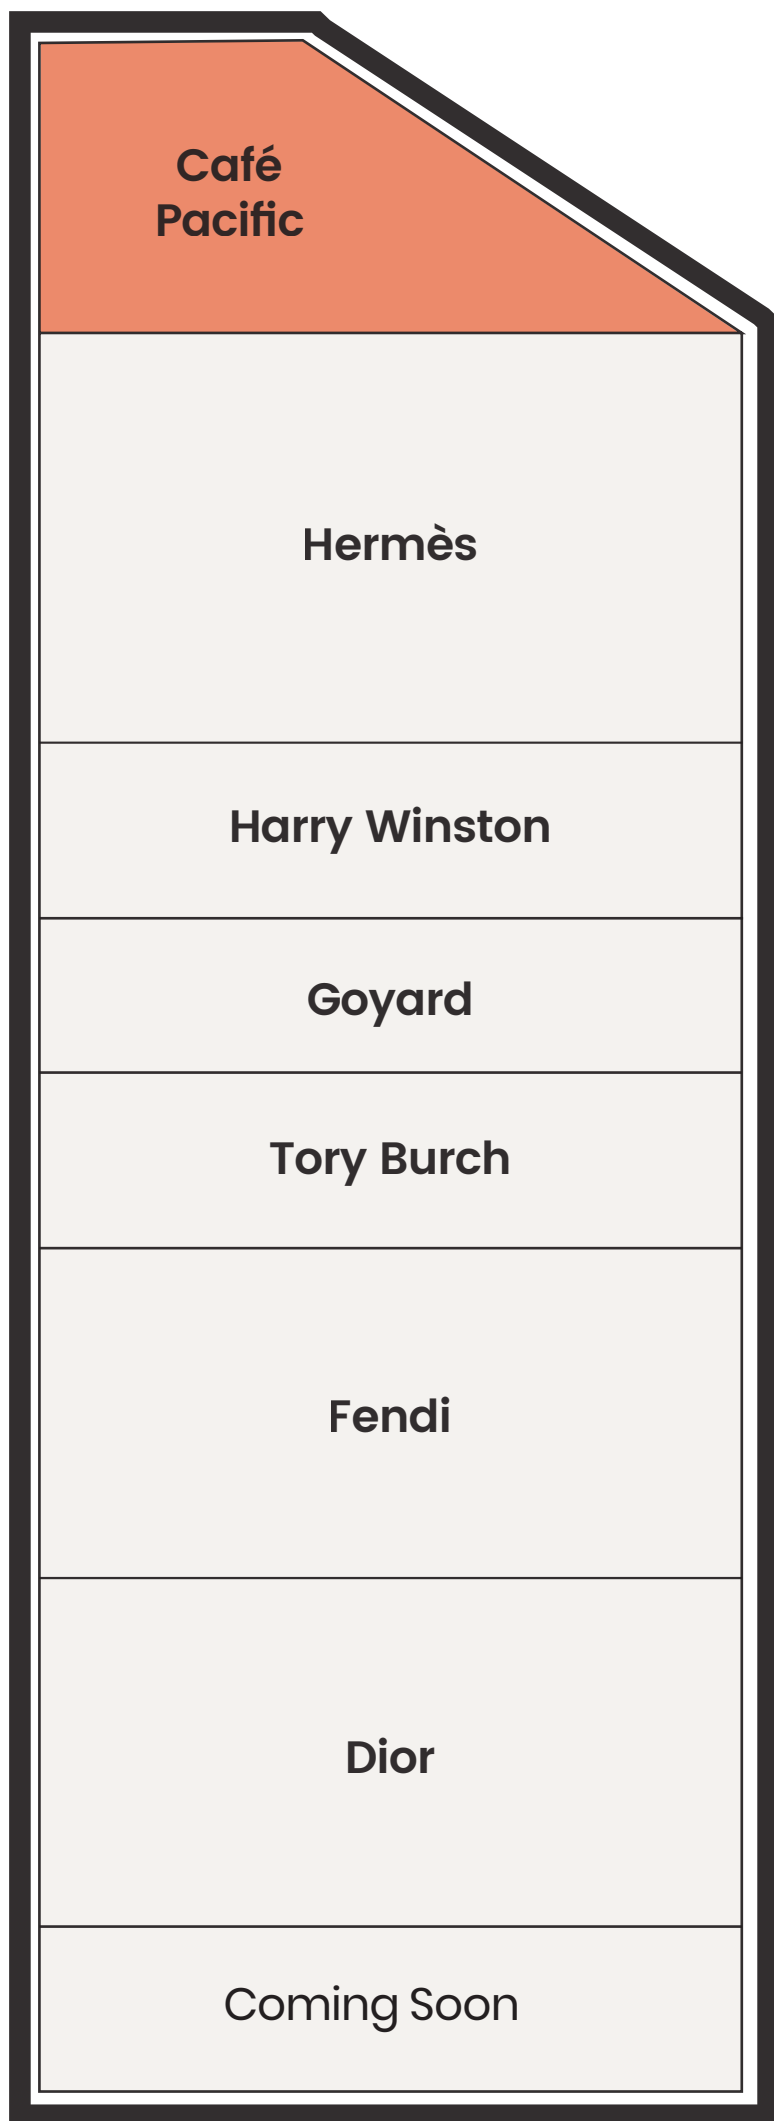 Café
Pacific
Hermès
Harry Winston
Goyard
Tory Burch
Fendi
Dior
Coming Soon